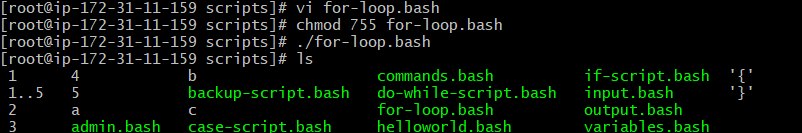 [root@ip-172-31-11-159 scripts]# vi for-loop.bash
[root@ip-172-31-11-159 scripts]# chmod 755 for-loop.bash
[root@ip-172-31-11-159 scripts]# ./for-loop.bash
[root@ip-172-31-11-159 scripts]# ls
1 4 b commands.bash if-script.bash '{'
1..5 5 backup-script.bash do-while-script.bash input.bash '}'
2 a c for-loop.bash output.bash
3 admin.bash case-script.bash helloworld.bash variables.bash